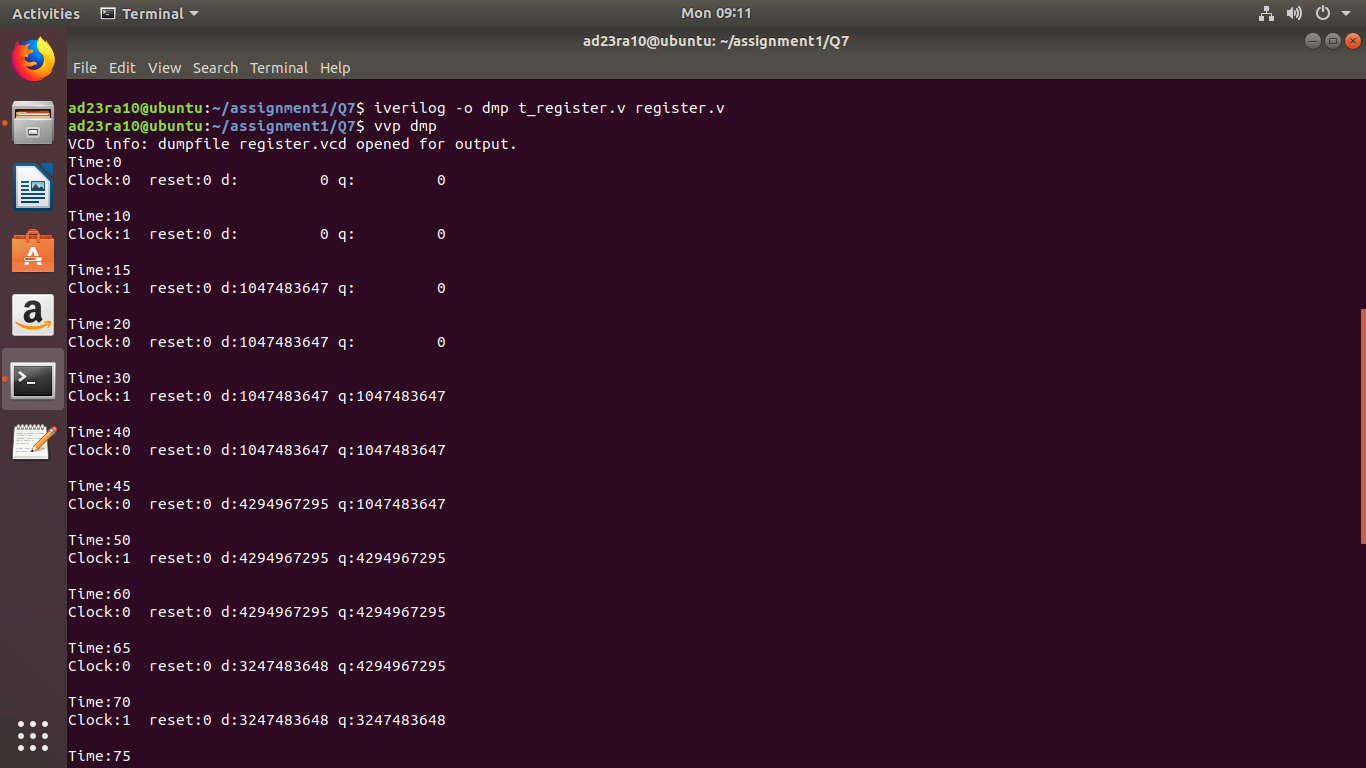 Activities Terminal Mon 09:11
ad23ra10@ubuntu: ~/assignment1/Q7
File Edit View Search Terminal Help
ad23ra10@ubuntu:~/assignment1/Q7$ iverilog -o dmp t_register.v register.v
ad23ra10@ubuntu:~/assignment1/Q7$ vvp dmp
VCD info: dumpfile register.vcd opened for output.
Time:0
Clock:0  reset:0 d:         0 q:         0
Time:10
Clock:1  reset:0 d:         0 q:         0
Time:15
Clock:1  reset:0 d:1047483647 q:         0
Time:20
Clock:0  reset:0 d:1047483647 q:         0
Time:30
Clock:1  reset:0 d:1047483647 q:1047483647
Time:40
Clock:0  reset:0 d:1047483647 q:1047483647
Time:45
Clock:0  reset:0 d:4294967295 q:1047483647
Time:50
Clock:1  reset:0 d:4294967295 q:4294967295
Time:60
Clock:0  reset:0 d:4294967295 q:4294967295
Time:65
Clock:0  reset:0 d:3247483648 q:4294967295
Time:70
Clock:1  reset:0 d:3247483648 q:3247483648
Time:75